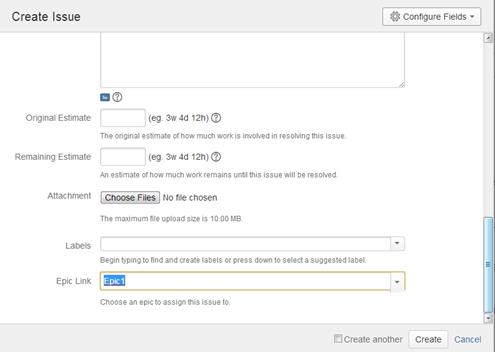 Create Issue
Configure Fields
Original Estimate (eg. 3w 4d 12h)
The original estimate of how much work is involved in resolving this issue.
Remaining Estimate (eg. 3w 4d 12h)
An estimate of how much work remains until this issue will be resolved.
Attachment Choose Files No file chosen
The maximum file upload size is 10.00 MB.
Labels
Begin typing to find and create labels or press down to select a suggested label.
Epic Link Epic1
Choose an epic to assign this issue to.
Create another Create Cancel